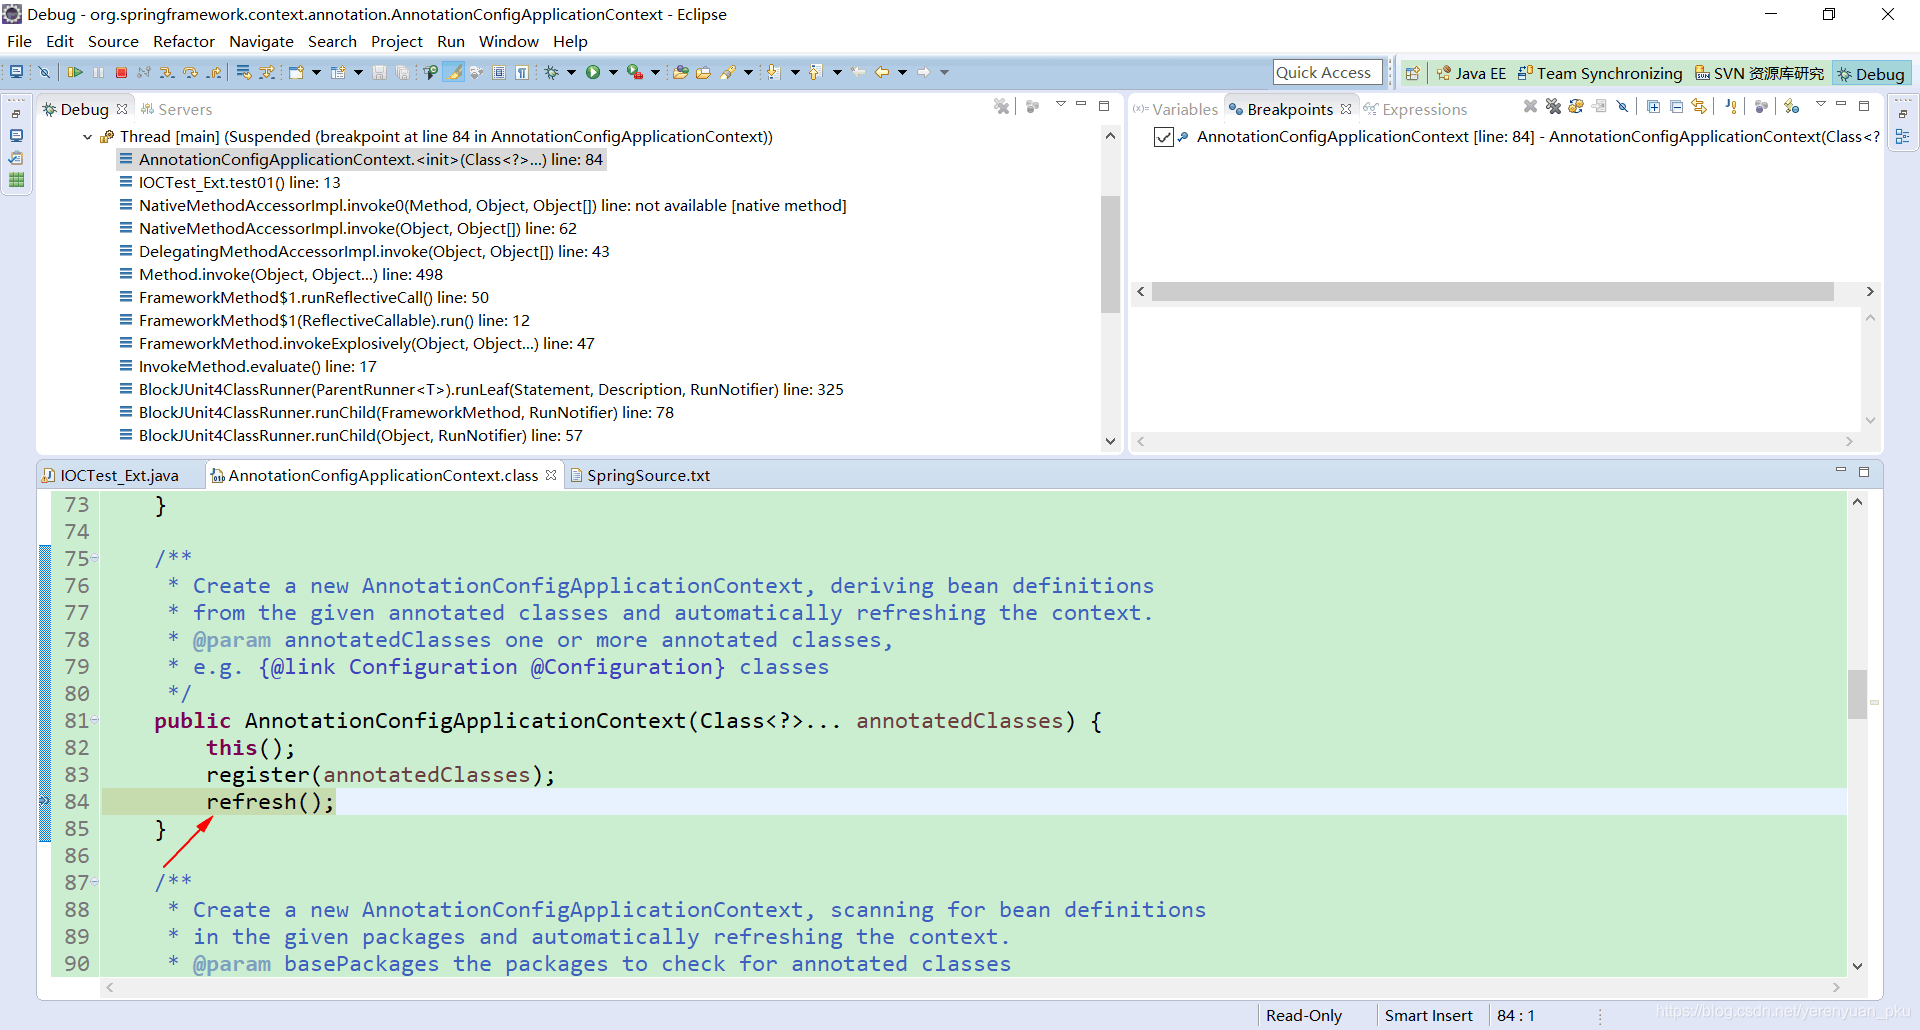 Debug - org.springframework.context.annotation.AnnotationConfigApplicationContext - Eclipse
File Edit Source Refactor Navigate Search Project Run Window Help
Quick Access
Java EE Team Synchronizing SVN 资源库研究 Debug
Debug Servers
Variables Breakpoints Expressions
Thread [main] (Suspended (breakpoint at line 84 in AnnotationConfigApplicationContext))
AnnotationConfigApplicationContext.<init>(Class<?>...) line: 84
IOCTest_Ext.test01() line: 13
NativeMethodAccessorImpl.invoke0(Method, Object, Object[]) line: not available [native method]
NativeMethodAccessorImpl.invoke(Object, Object[]) line: 62
DelegatingMethodAccessorImpl.invoke(Object, Object[]) line: 43
Method.invoke(Object, Object...) line: 498
FrameworkMethod$1.runReflectiveCall() line: 50
FrameworkMethod$1(ReflectiveCallable).run() line: 12
FrameworkMethod.invokeExplosively(Object, Object...) line: 47
InvokeMethod.evaluate() line: 17
BlockJUnit4ClassRunner(ParentRunner<T>).runLeaf(Statement, Description, RunNotifier) line: 325
BlockJUnit4ClassRunner.runChild(FrameworkMethod, RunNotifier) line: 78
BlockJUnit4ClassRunner.runChild(Object, RunNotifier) line: 57
AnnotationConfigApplicationContext [line: 84] - AnnotationConfigApplicationContext(Class<?
IOCTest_Ext.java AnnotationConfigApplicationContext.class SpringSource.txt
73 }
74
75 /**
76 * Create a new AnnotationConfigApplicationContext, deriving bean definitions
77 * from the given annotated classes and automatically refreshing the context.
78 * @param annotatedClasses one or more annotated classes,
79 * e.g. {@link Configuration @Configuration} classes
80 */
81 public AnnotationConfigApplicationContext(Class<?>... annotatedClasses) {
82 this();
83 register(annotatedClasses);
84 refresh();
85 }
86
87 /**
88 * Create a new AnnotationConfigApplicationContext, scanning for bean definitions
89 * in the given packages and automatically refreshing the context.
90 * @param basePackages the packages to check for annotated classes
Read-Only Smart Insert 84 : 1
https://blog.csdn.net/yerenyuan_pku